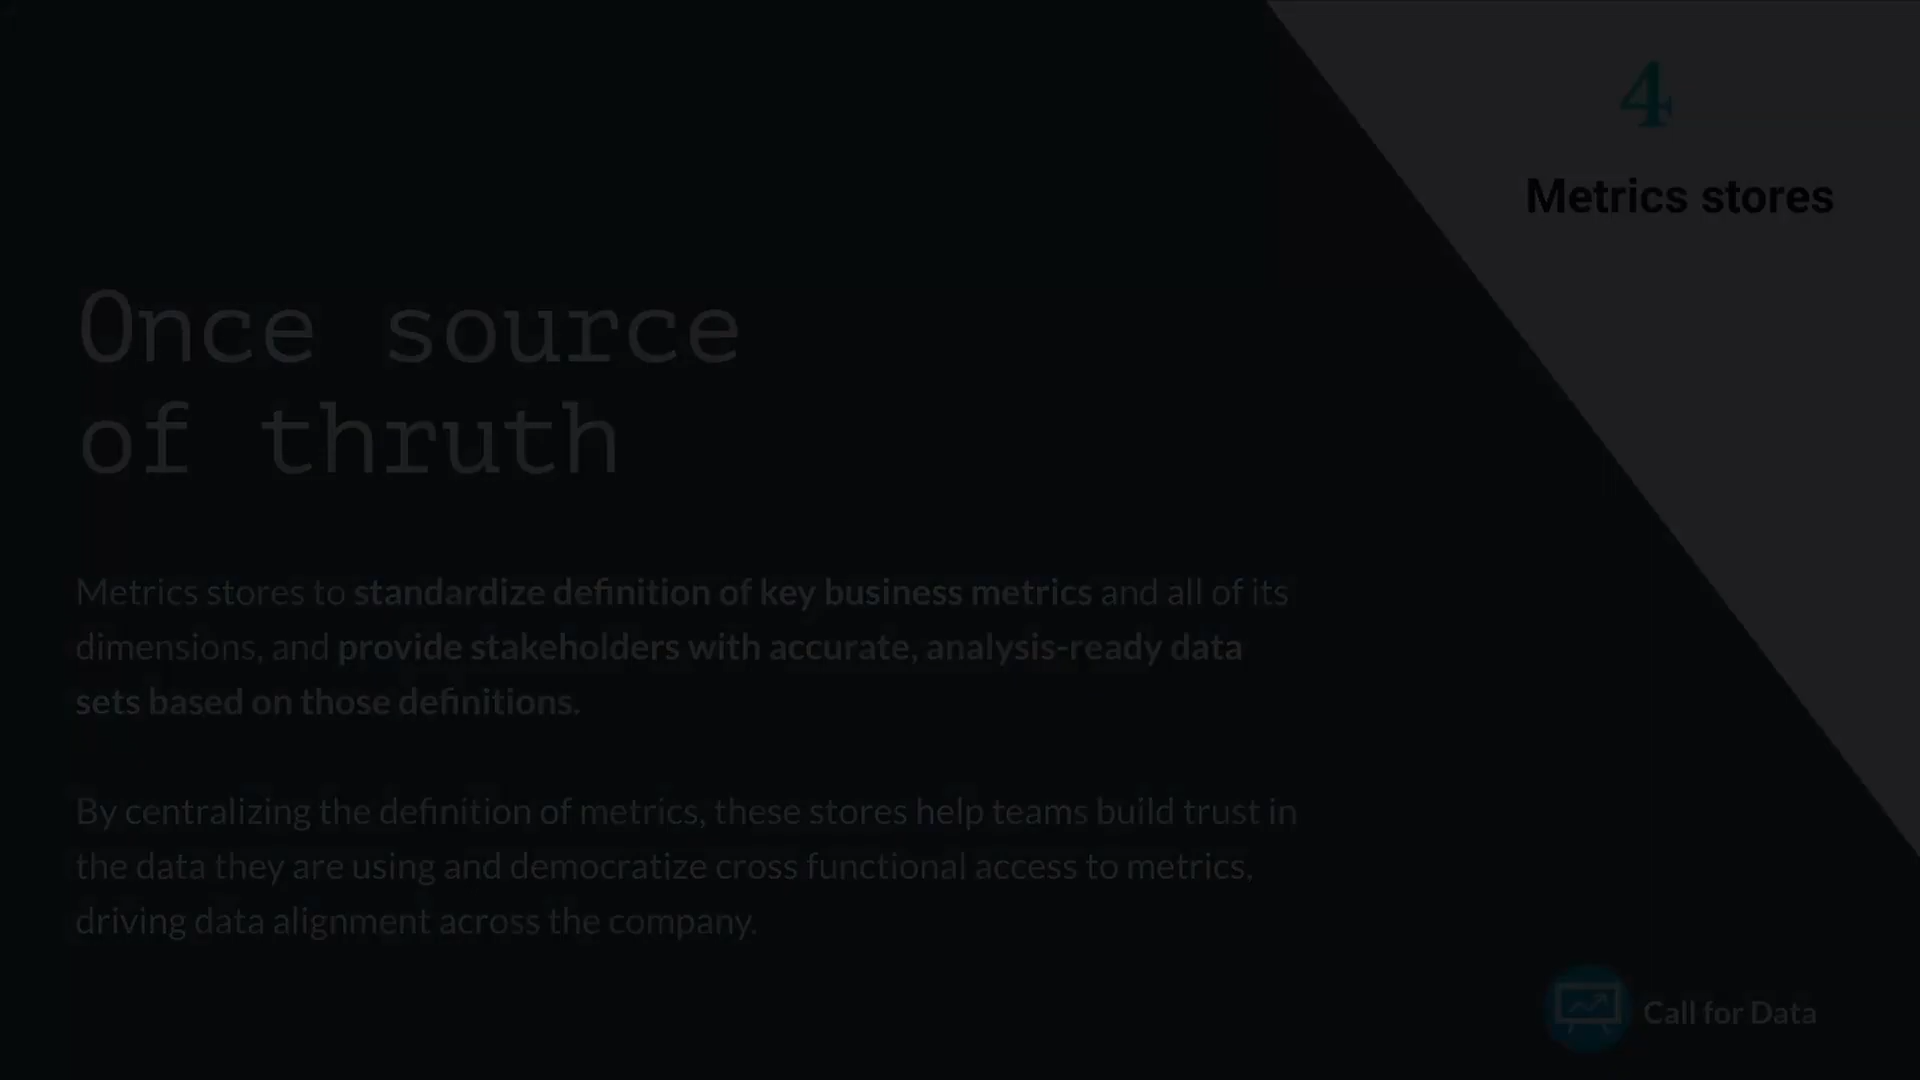 4
Metrics stores
Once source
of thruth
Metrics stores to standardize definition of key business metrics and all of its
dimensions, and provide stakeholders with accurate, analysis-ready data
sets based on those definitions.
By centralizing the definition of metrics, these stores help teams build trust in
the data they are using and democratize cross functional access to metrics,
driving data alignment across the company.
Call for Data